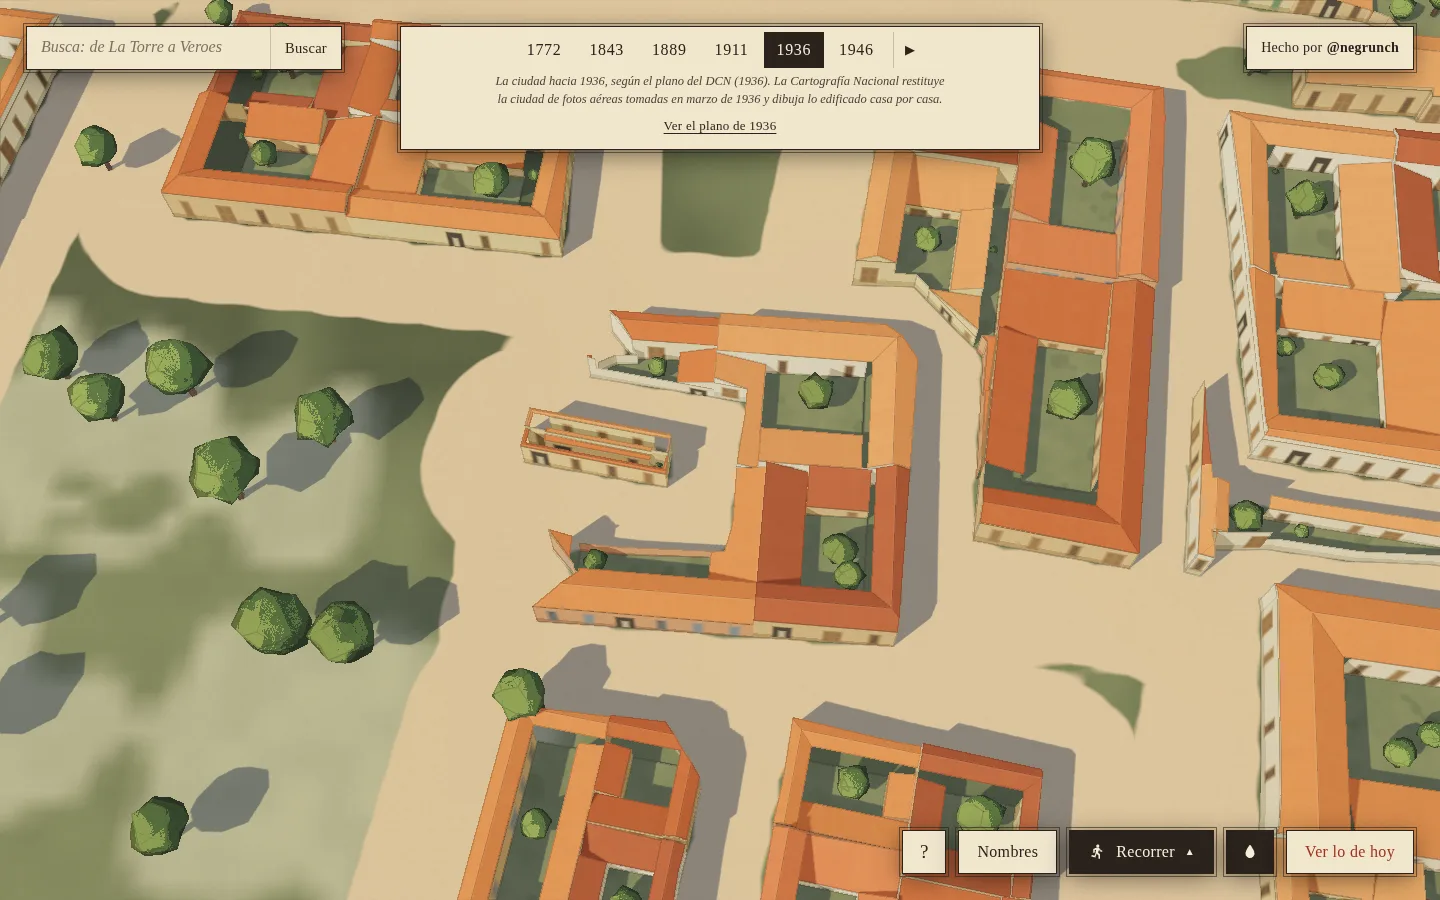 Busca: de La Torre a Veroes
Buscar
1772 1843 1889 1911 1936 1946 ▶
La ciudad hacia 1936, según el plano del DCN (1936). La Cartografía Nacional restituye
la ciudad de fotos aéreas tomadas en marzo de 1936 y dibuja lo edificado casa por casa.
Ver el plano de 1936
Hecho por @negrunch
?
Nombres
Recorrer ▲
Ver lo de hoy